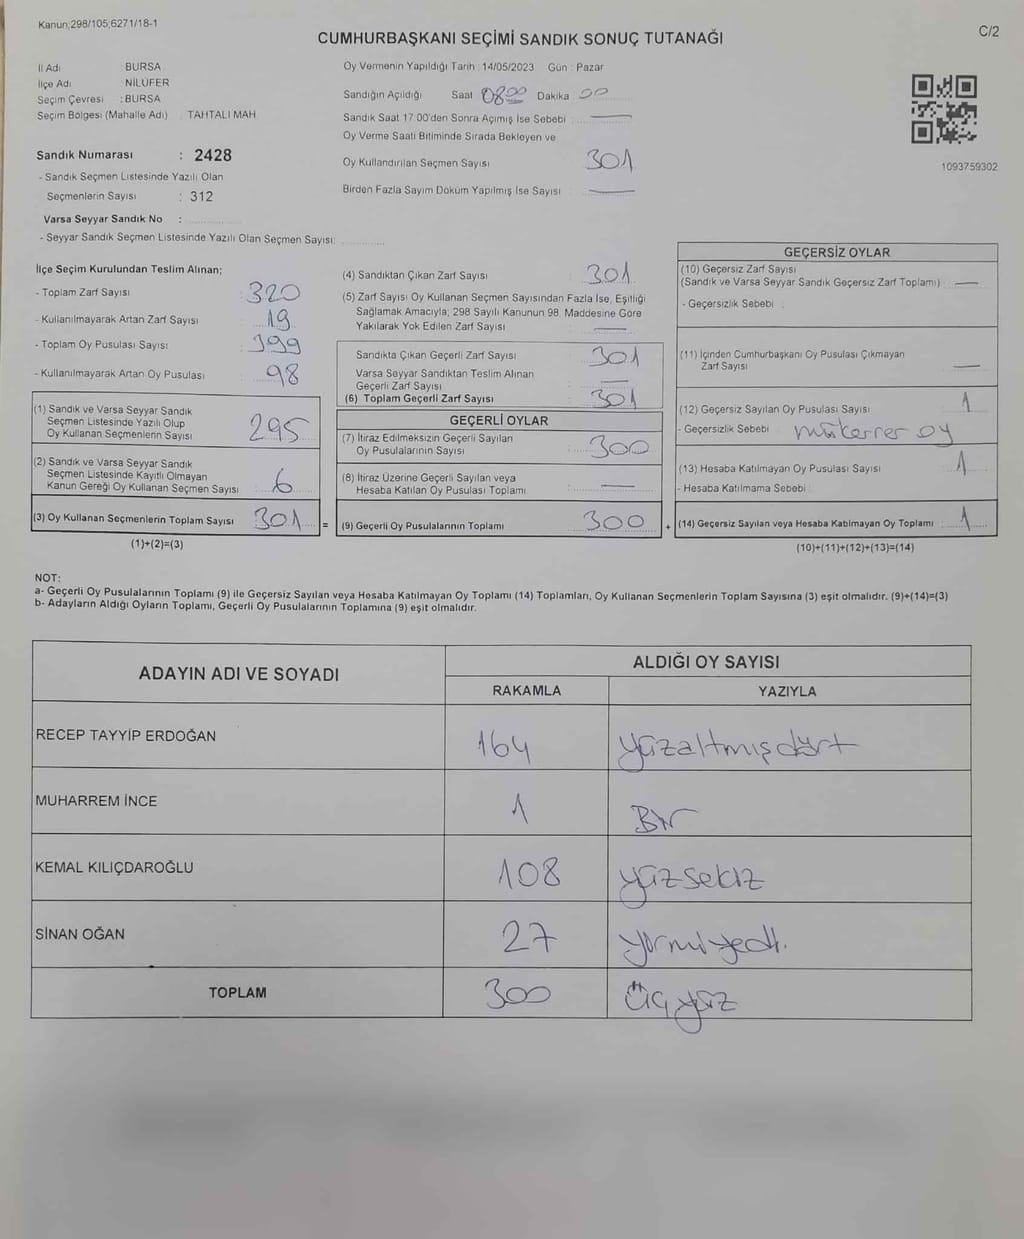 Kanun;298/105;6271/18-1
C/2
CUMHURBAŞKANI SEÇİMİ SANDIK SONUÇ TUTANAĞI
İl Adı : BURSA
İlçe Adı : NİLÜFER
Seçim Çevresi : BURSA
Seçim Bölgesi (Mahalle Adı) : TAHTALI MAH
Sandık Numarası : 2428
- Sandık Seçmen Listesinde Yazılı Olan
Seçmenlerin Sayısı : 312
Varsa Seyyar Sandık No :
- Seyyar Sandık Seçmen Listesinde Yazılı Olan Seçmen Sayısı:
Oy Vermenin Yapıldığı Tarih : 14/05/2023 Gün : Pazar
Sandığın Açıldığı Saat 0800 Dakika 00
Sandık Saat 17:00'den Sonra Açımış İse Sebebi :
Oy Verme Saati Bitiminde Sırada Bekleyen ve
Oy Kullandırılan Seçmen Sayısı : 301
Birden Fazla Sayım Döküm Yapılmış İse Sayısı :
1093759302
İlçe Seçim Kurulundan Teslim Alınan;
- Toplam Zarf Sayısı : 320
- Kullanılmayarak Artan Zarf Sayısı : 19
- Toplam Oy Pusulası Sayısı : 399
- Kullanılmayarak Artan Oy Pusulası : 98
(1) Sandık ve Varsa Seyyar Sandık
Seçmen Listesinde Yazılı Olup
Oy Kullanan Seçmenlerin Sayısı : 295
(2) Sandık ve Varsa Seyyar Sandık
Seçmen Listesinde Kayıtlı Olmayan
Kanun Gereği Oy Kullanan Seçmen Sayısı : 6
(3) Oy Kullanan Seçmenlerin Toplam Sayısı : 301 =
(1)+(2)=(3)
(4) Sandıktan Çıkan Zarf Sayısı : 301
(5) Zarf Sayısı Oy Kullanan Seçmen Sayısından Fazla İse, Eşitliği
Sağlamak Amacıyla; 298 Sayılı Kanunun 98. Maddesine Göre
Yakılarak Yok Edilen Zarf Sayısı :
Sandıkta Çıkan Geçerli Zarf Sayısı : 301
Varsa Seyyar Sandıktan Teslim Alınan
Geçerli Zarf Sayısı :
(6) Toplam Geçerli Zarf Sayısı : 301
GEÇERLİ OYLAR
(7) İtiraz Edilmeksizin Geçerli Sayılan
Oy Pusulalarının Sayısı : 300
(8) İtiraz Üzerine Geçerli Sayılan veya
Hesaba Katılan Oy Pusulası Toplamı :
(9) Geçerli Oy Pusulalarının Toplamı : 300 +
GEÇERSİZ OYLAR
(10) Geçersiz Zarf Sayısı
(Sandık ve Varsa Seyyar Sandık Geçersiz Zarf Toplamı) :
- Geçersizlik Sebebi :
(11) İçinden Cumhurbaşkanı Oy Pusulası Çıkmayan
Zarf Sayısı
(12) Geçersiz Sayılan Oy Pusulası Sayısı : 1
- Geçersizlik Sebebi : mükerrer oy
(13) Hesaba Katılmayan Oy Pusulası Sayısı : 1
- Hesaba Katılmama Sebebi :
(14) Geçersiz Sayılan veya Hesaba Katılmayan Oy Toplamı : 1
(10)+(11)+(12)+(13)=(14)
NOT:
a- Geçerli Oy Pusulalarının Toplamı (9) ile Geçersiz Sayılan veya Hesaba Katılmayan Oy Toplamı (14) Toplamları, Oy Kullanan Seçmenlerin Toplam Sayısına (3) eşit olmalıdır. (9)+(14)=(3)
b- Adayların Aldığı Oyların Toplamı, Geçerli Oy Pusulalarının Toplamına (9) eşit olmalıdır.
ADAYIN ADI VE SOYADI
ALDIĞI OY SAYISI
RAKAMLA YAZIYLA
RECEP TAYYİP ERDOĞAN 164 yüzaltmışdört
MUHARREM İNCE 1 Bir
KEMAL KILIÇDAROĞLU 108 yüzsekiz
SİNAN OĞAN 27 yirmiyedi.
TOPLAM 300 üçyüz